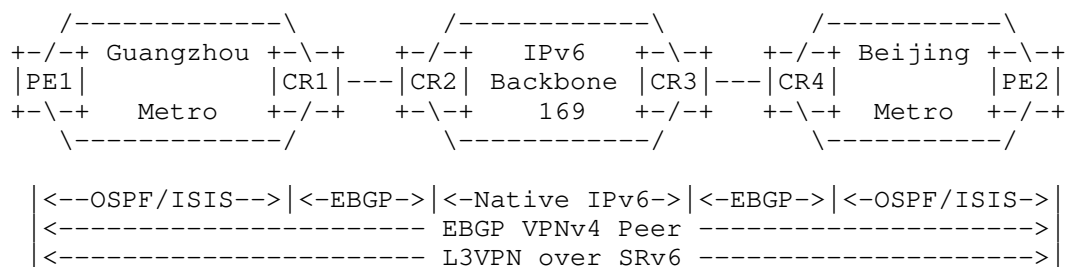 /-------------\          /------------\          /-----------\
+-/-+ Guangzhou +-\-+    +-/-+   IPv6   +-\-+    +-/-+ Beijing +-\-+
|PE1|           |CR1|---|CR2| Backbone |CR3|---|CR4|         |PE2|
+-\-+   Metro   +-/-+    +-\-+   169    +-/-+    +-\-+  Metro  +-/-+
    \-------------/          \------------/          \-----------/
|<--OSPF/ISIS-->|<-EBGP->|<-Native IPv6->|<-EBGP->|<-OSPF/ISIS->|
|<----------------------- EBGP VPNv4 Peer --------------------->|
|<----------------------- L3VPN over SRv6 --------------------->|